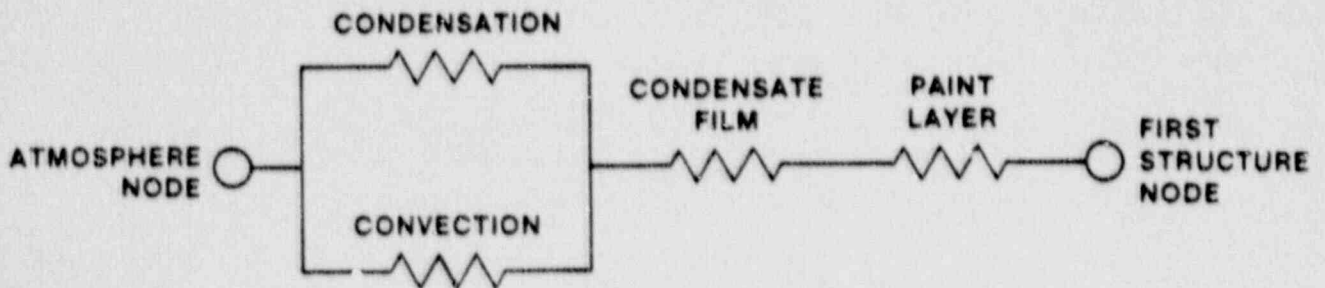 CONDENSATION
ATMOSPHERE
NODE
CONVECTION
CONDENSATE
FILM
PAINT
LAYER
FIRST
STRUCTURE
NODE